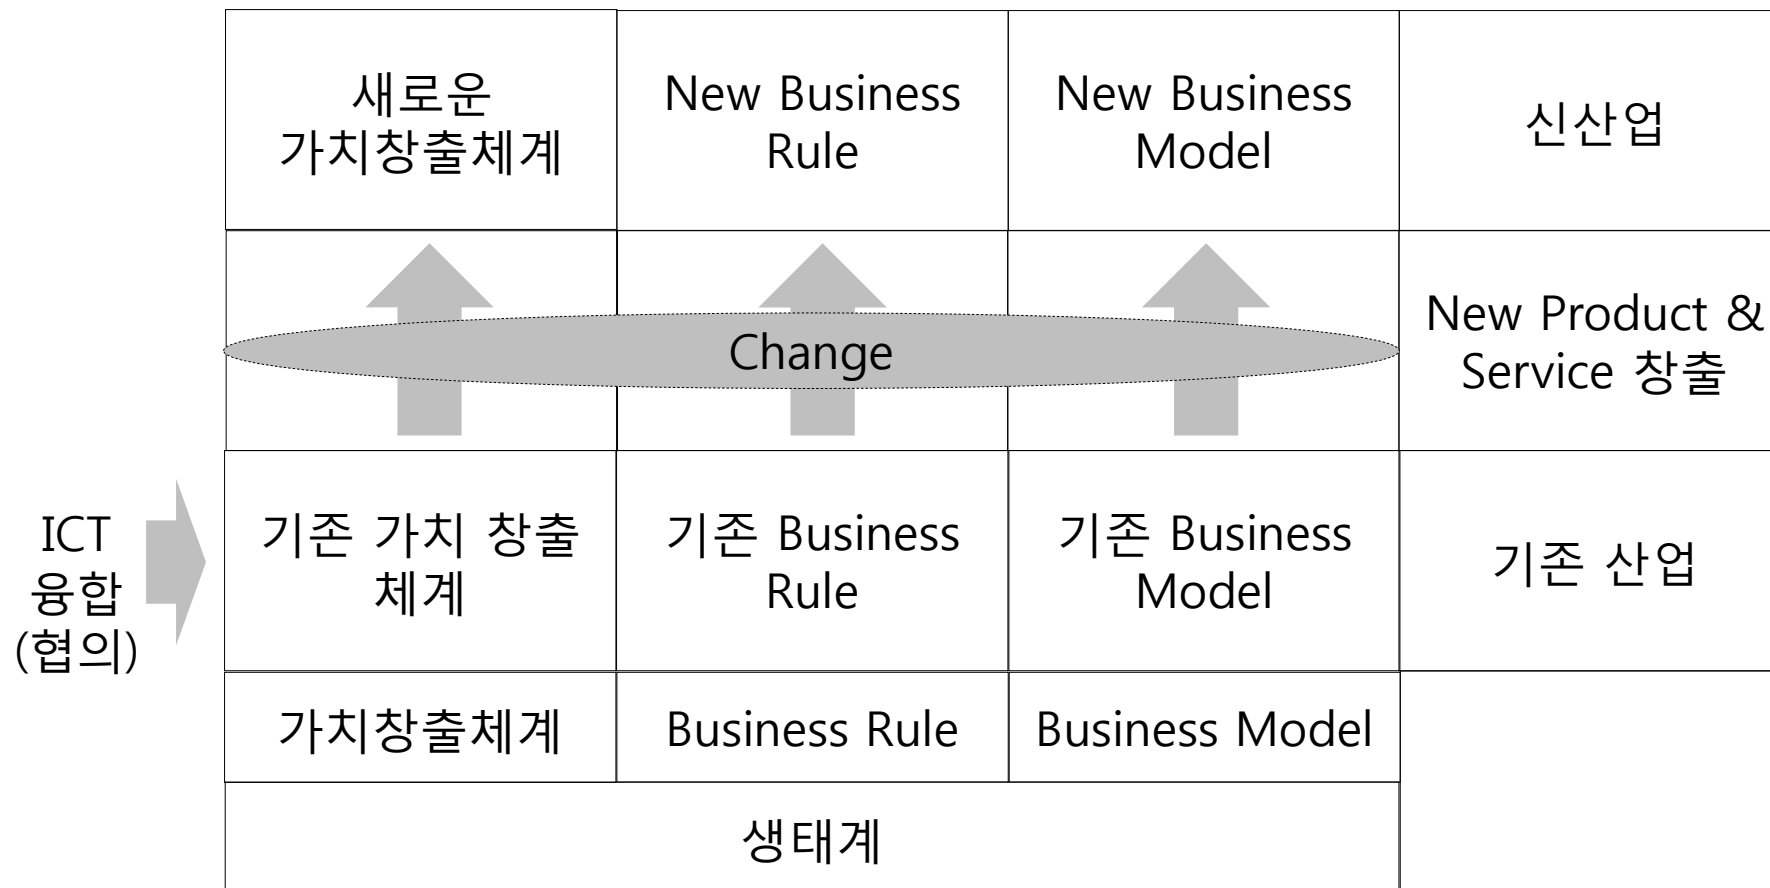 새로운
가치창출체계
New Business
Rule
New Business
Model
신산업
Change
New Product &
Service 창출
ICT
융합
(협의)
기존 가치 창출
체계
기존 Business
Rule
기존 Business
Model
기존 산업
가치창출체계
Business Rule
Business Model
생태계